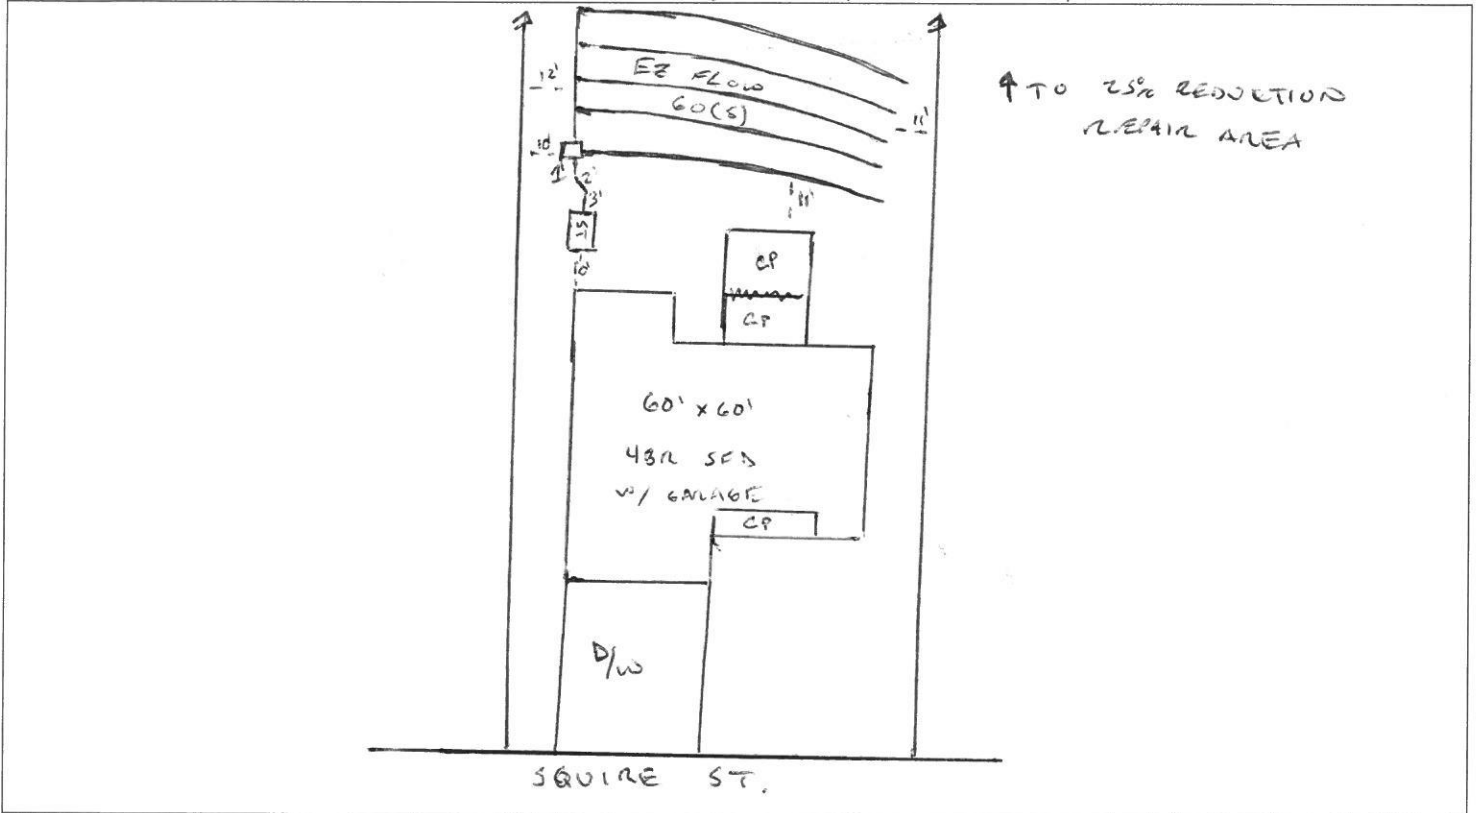 EZ FLOW
60(5)
12'
10'
11'
1'
2'
3'
11'
10'
CP
CP
60' x 60'
4BR SFD
w/ GARAGE
CP
D/W
SQUIRE ST.
↑ TO 25% REDUCTION
REPAIR AREA